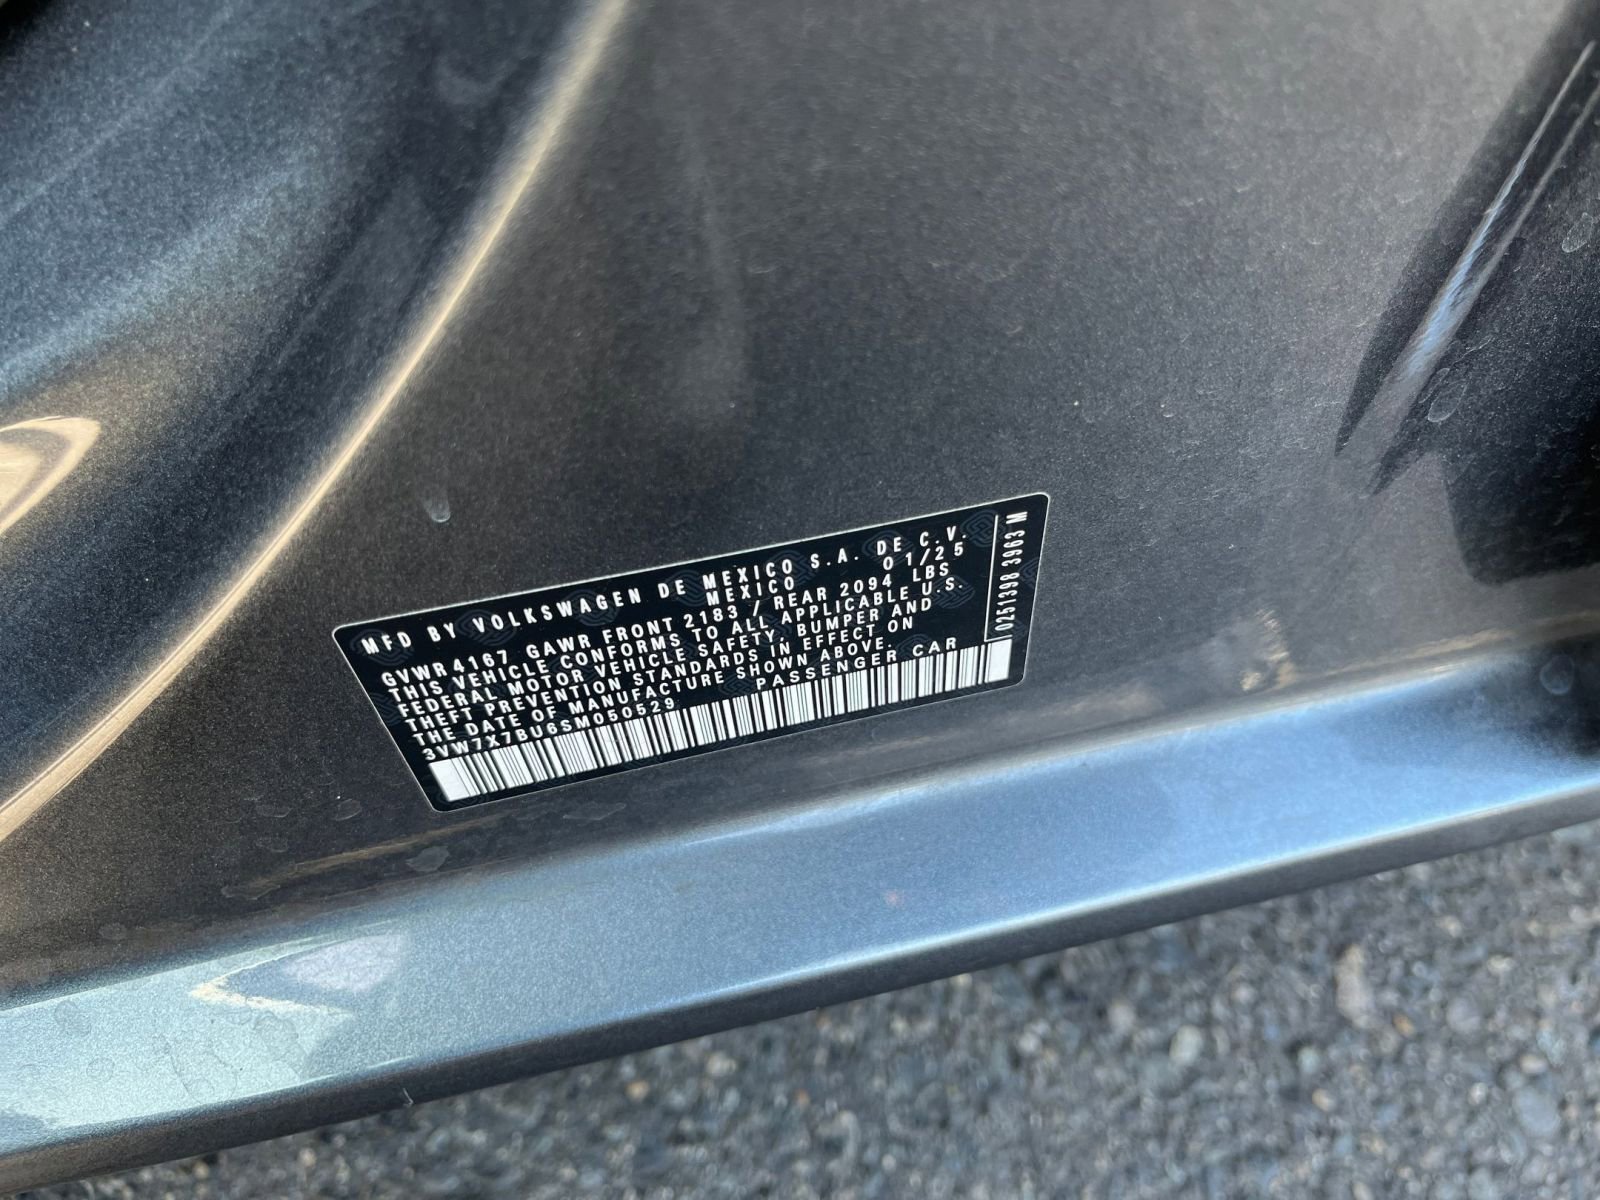 MFD BY VOLKSWAGEN DE MEXICO S.A. DE C.V.
MEXICO 01/25
GVWR 4167 GAWR FRONT 2183 / REAR 2094 LBS
THIS VEHICLE CONFORMS TO ALL APPLICABLE U.S.
FEDERAL MOTOR VEHICLE SAFETY, BUMPER AND
THEFT PREVENTION STANDARDS IN EFFECT ON
THE DATE OF MANUFACTURE SHOWN ABOVE.
3VW7X7BU6SM050529 PASSENGER CAR
0251398 3963 M